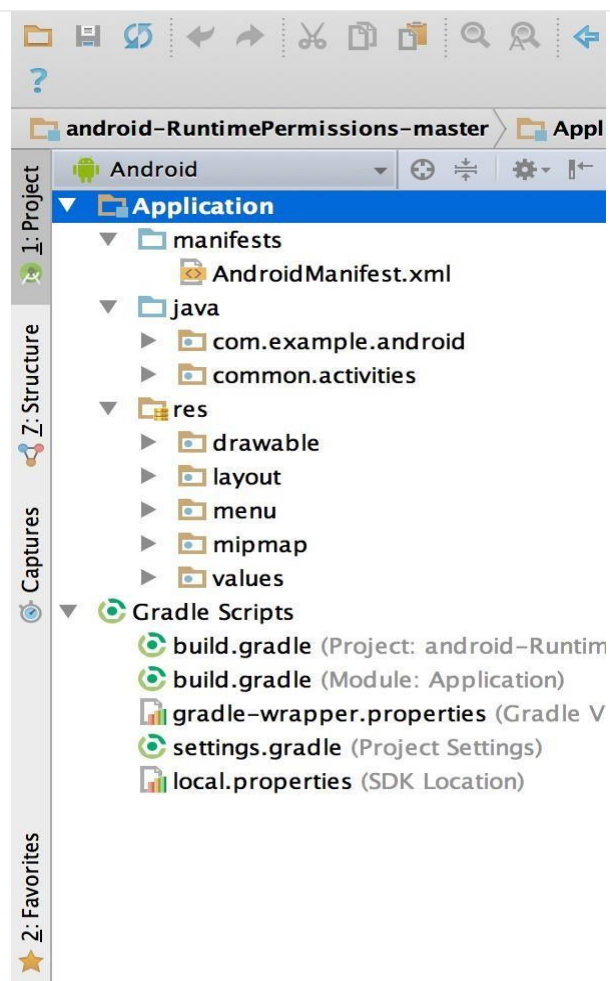 ?
android-RuntimePermissions-master Appl
Android
1: Project
Application
manifests
AndroidManifest.xml
java
com.example.android
common.activities
7: Structure
res
drawable
layout
menu
mipmap
values
Captures
Gradle Scripts
build.gradle (Project: android-Runtim
build.gradle (Module: Application)
gradle-wrapper.properties (Gradle V
settings.gradle (Project Settings)
local.properties (SDK Location)
2: Favorites